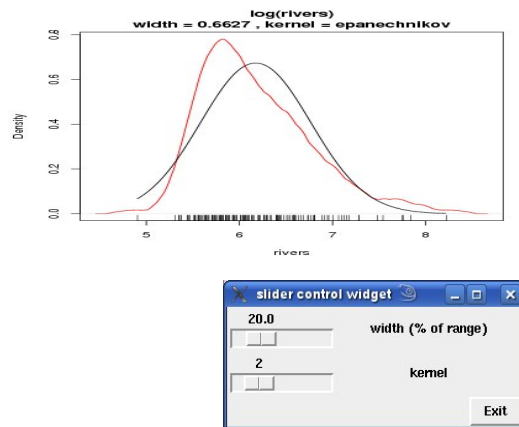 log(rivers)
width = 0.6627 , kernel = epanechnikov
Density
0.8
0.6
0.4
0.2
0.0
5 6 7 8
rivers
slider control widget
20.0
width (% of range)
2
kernel
Exit